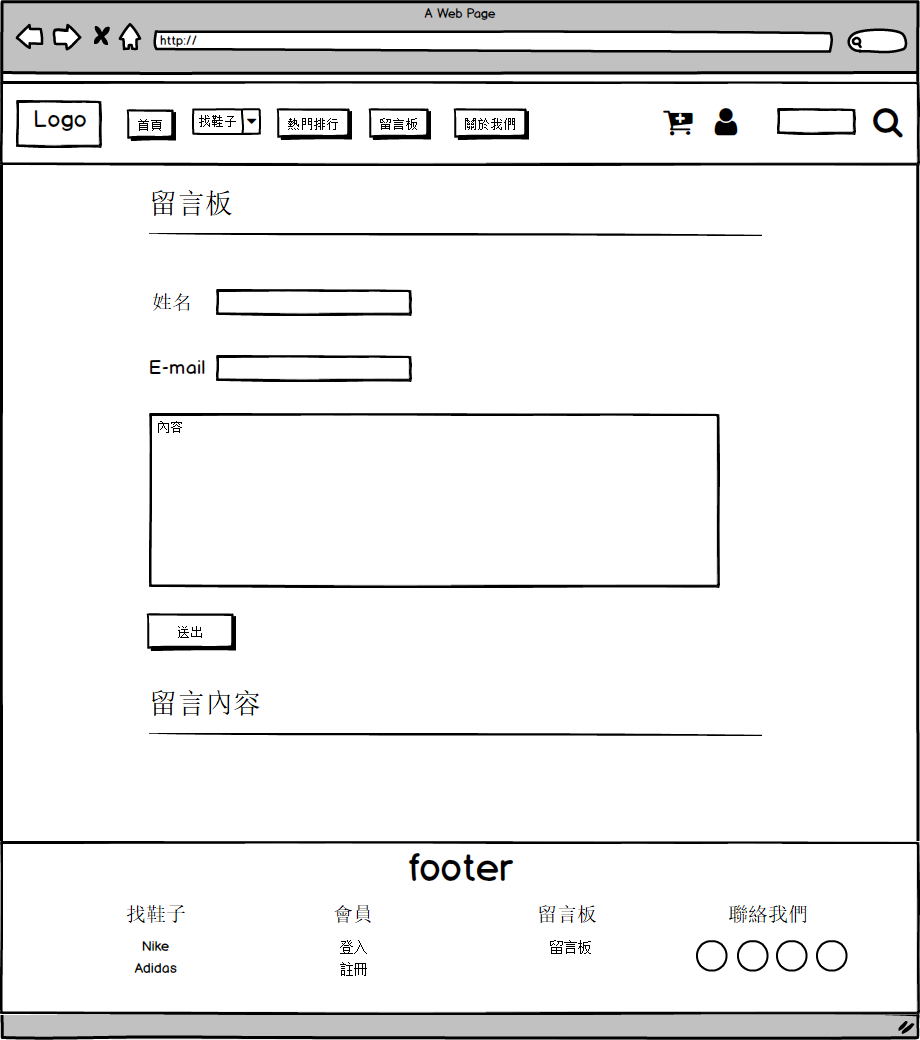 A Web Page
http://
Logo
首頁
找鞋子
熱門排行
留言板
關於我們
留言板
姓名
E-mail
內容
送出
留言內容
footer
找鞋子 會員 留言板 聯絡我們
Nike 登入 留言板
Adidas 註冊